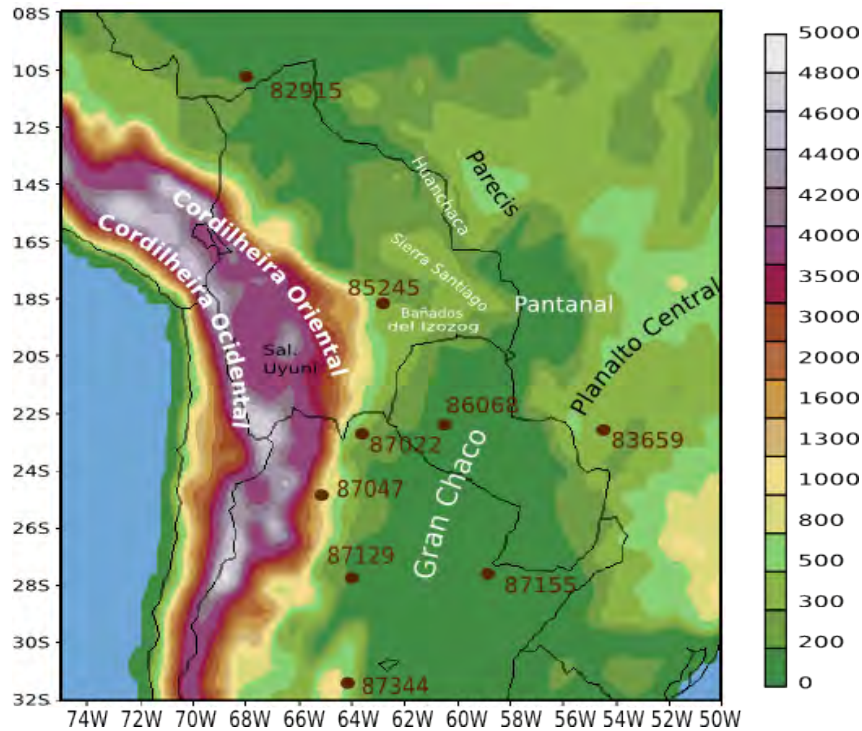 08S
10S
12S
14S
16S
18S
20S
22S
24S
26S
28S
30S
32S
74W 72W 70W 68W 66W 64W 62W 60W 58W 56W 54W 52W 50W
82915
Huanchaca
Parecis
Cordilheira Oriental
Cordilheira Ocidental
Sierra Santiago
85245
Bañados
del Izozog
Pantanal
Planalto Central
Sal.
Uyuni
86068
87022
83659
87047
Gran Chaco
87129
87155
87344
5000
4800
4600
4400
4200
4000
3500
3000
2000
1600
1300
1000
800
500
300
200
0